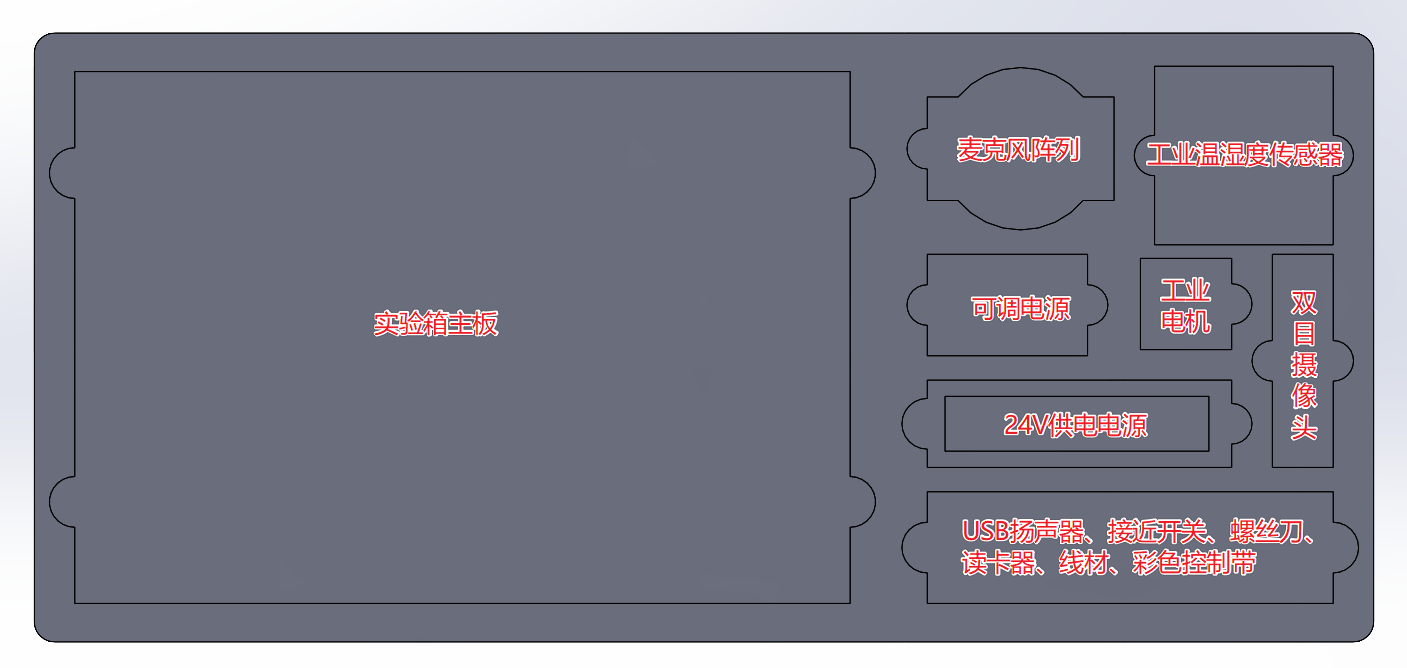 麦克风阵列
工业温湿度传感器
实验箱主板
可调电源
工业
电机
双
目
摄
像
头
24V供电电源
USB扬声器、接近开关、螺丝刀、
读卡器、线材、彩色控制带